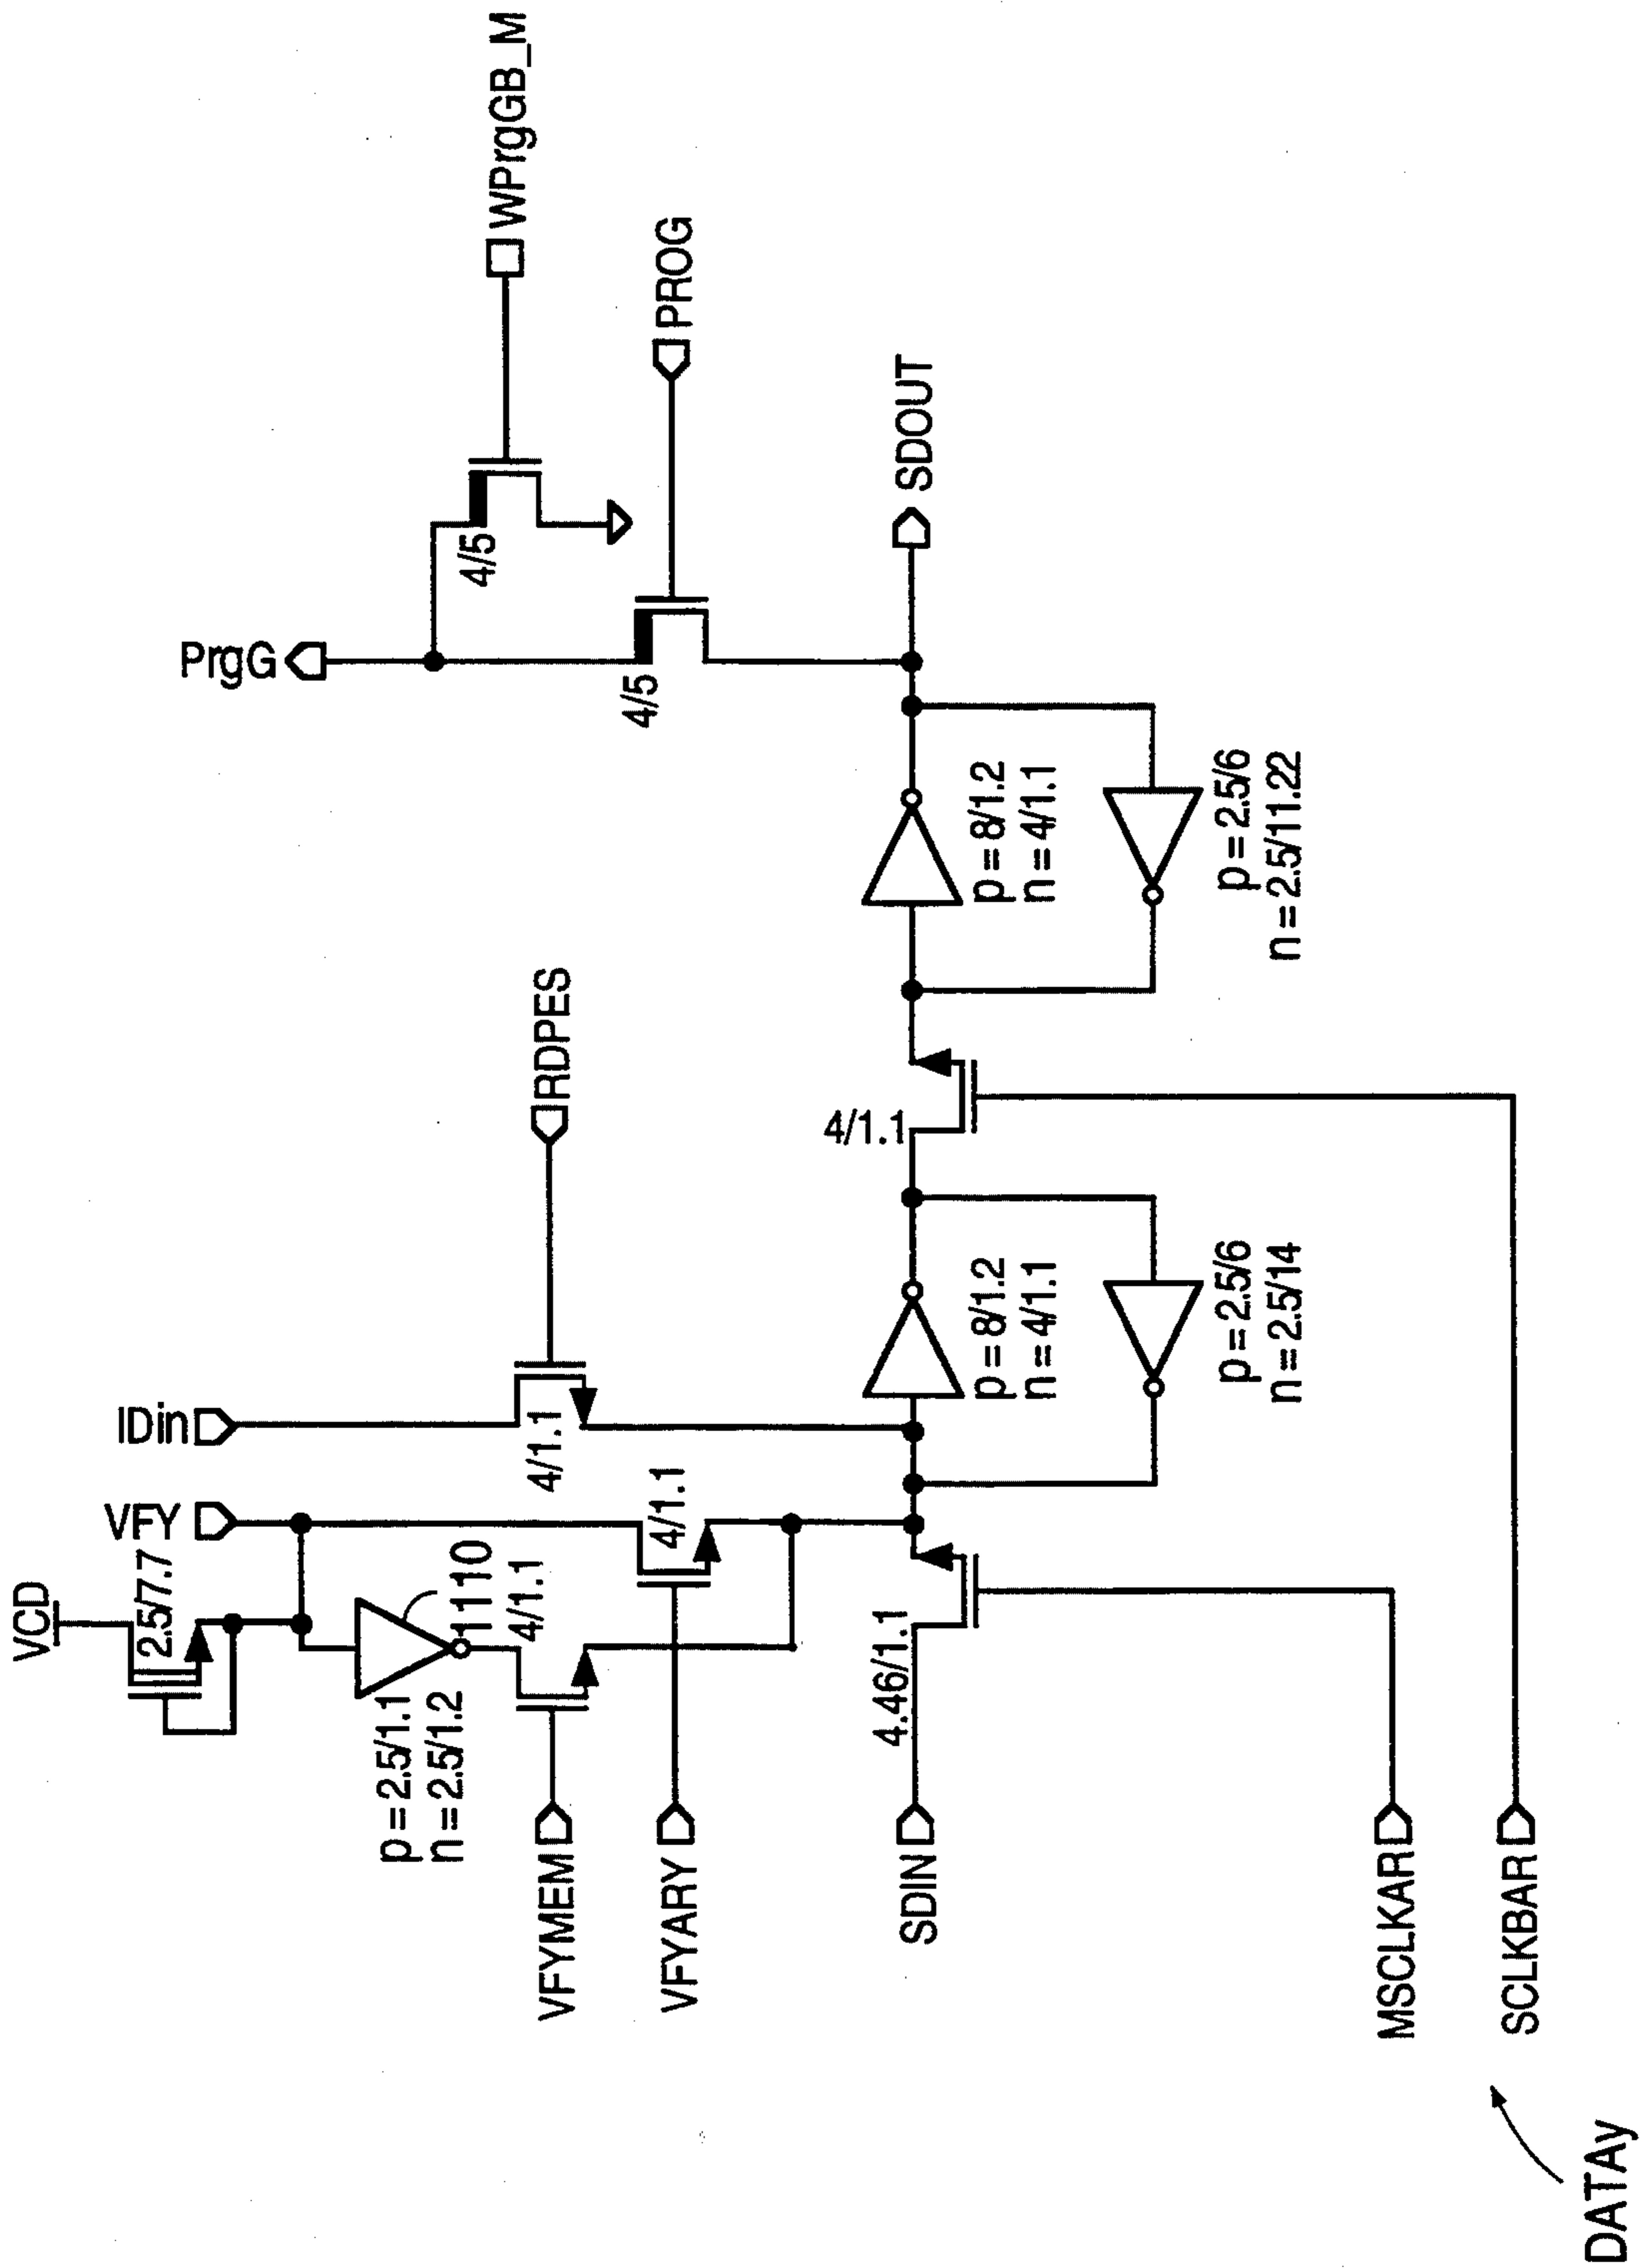 VCD
2.5/7.7
VFY
IDin
PrgG
WPrgGB_M
p = 2.5/1.1
n = 2.5/1.2
1110
4/1.1
4/1.1
4/1.1
RDPES
4/5
4/5
PROG
VFYMEM
VFYARY
SDIN
4.46/1.1
p = 8/1.2
n = 4/1.1
4/1.1
p = 8/1.2
n = 4/1.1
SDOUT
p = 2.5/6
n = 2.5/14
p = 2.5/6
n = 2.5/11.22
MSCLKAR
SCLKBAR
DATAy